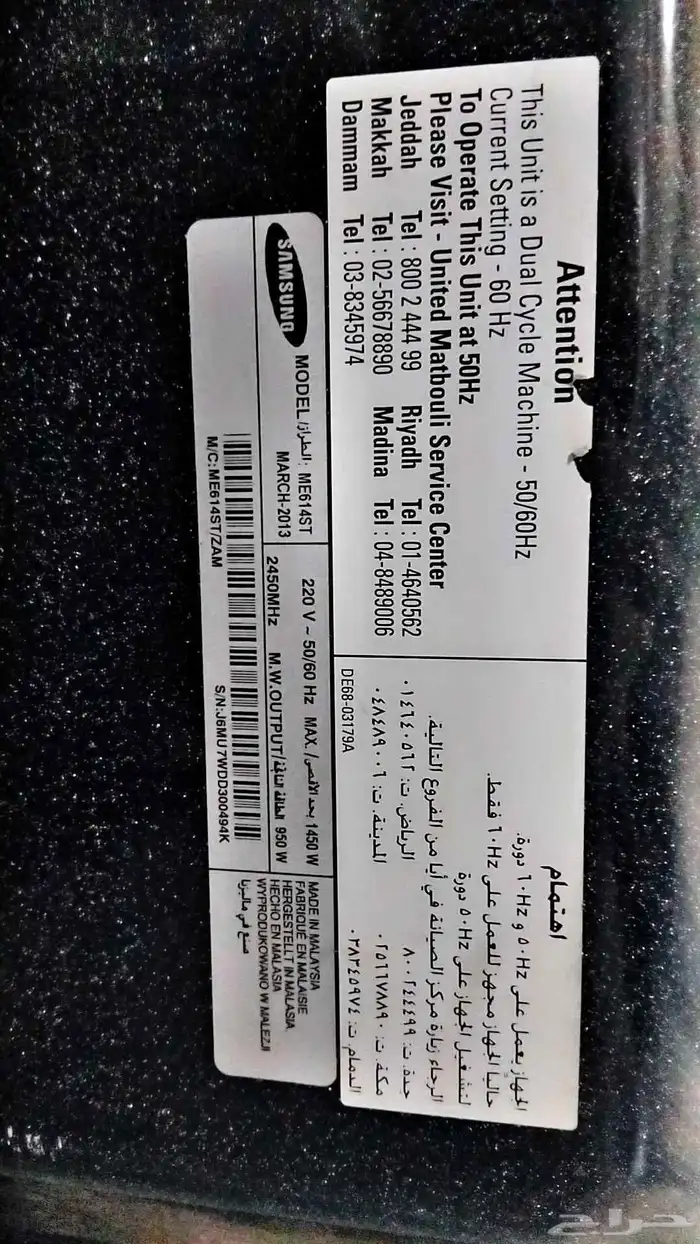 Attention
This Unit is a Dual Cycle Machine - 50/60Hz
Current Setting - 60 Hz
To Operate This Unit at 50Hz
Please Visit - United Matbouli Service Center
Jeddah Tel : 800 2 444 99 Riyadh Tel : 01-4640562
Makkah Tel : 02-56678890 Madina Tel : 04-8489006
Dammam Tel : 03-8345974
DE68-03179A
اهتمام
الجهاز يعمل على ٥٠Hz و ٦٠Hz دورة.
حاليا الجهاز مجهز للعمل على ٦٠Hz فقط.
لتشغيل الجهاز على ٥٠Hz دورة
الرجاء زيارة مركز الصيانة في أيا من الفروع التالية.
جدة. ت: ٨٠٠٢٤٤٤٩٩ الرياض. ت: ٠١٤٦٤٠٥٦٢
مكة. ت: ٠٢٥٦٦٧٨٨٩٠ المدينة. ت: ٠٤٨٤٨٩٠٠٦
الدمام. ت: ٠٣٨٣٤٥٩٧٤
SAMSUNG
MODEL/الطراز : ME614ST
MARCH-2013
220 V ~ 50/60 Hz MAX./بحد الأقصى 1450 W
2450MHz M.W.OUTPUT/الطاقة الناتجة 950 W
M/C:ME614ST/ZAM
S/N:J6MU7WDD300494K
MADE IN MALAYSIA
FABRIQUÉ EN MALAISIE
HERGESTELLT IN MALASIA
HECHO EN MALASIA
WYPRODUKOWANO W MALEZJI
صنع في ماليزيا
حراج